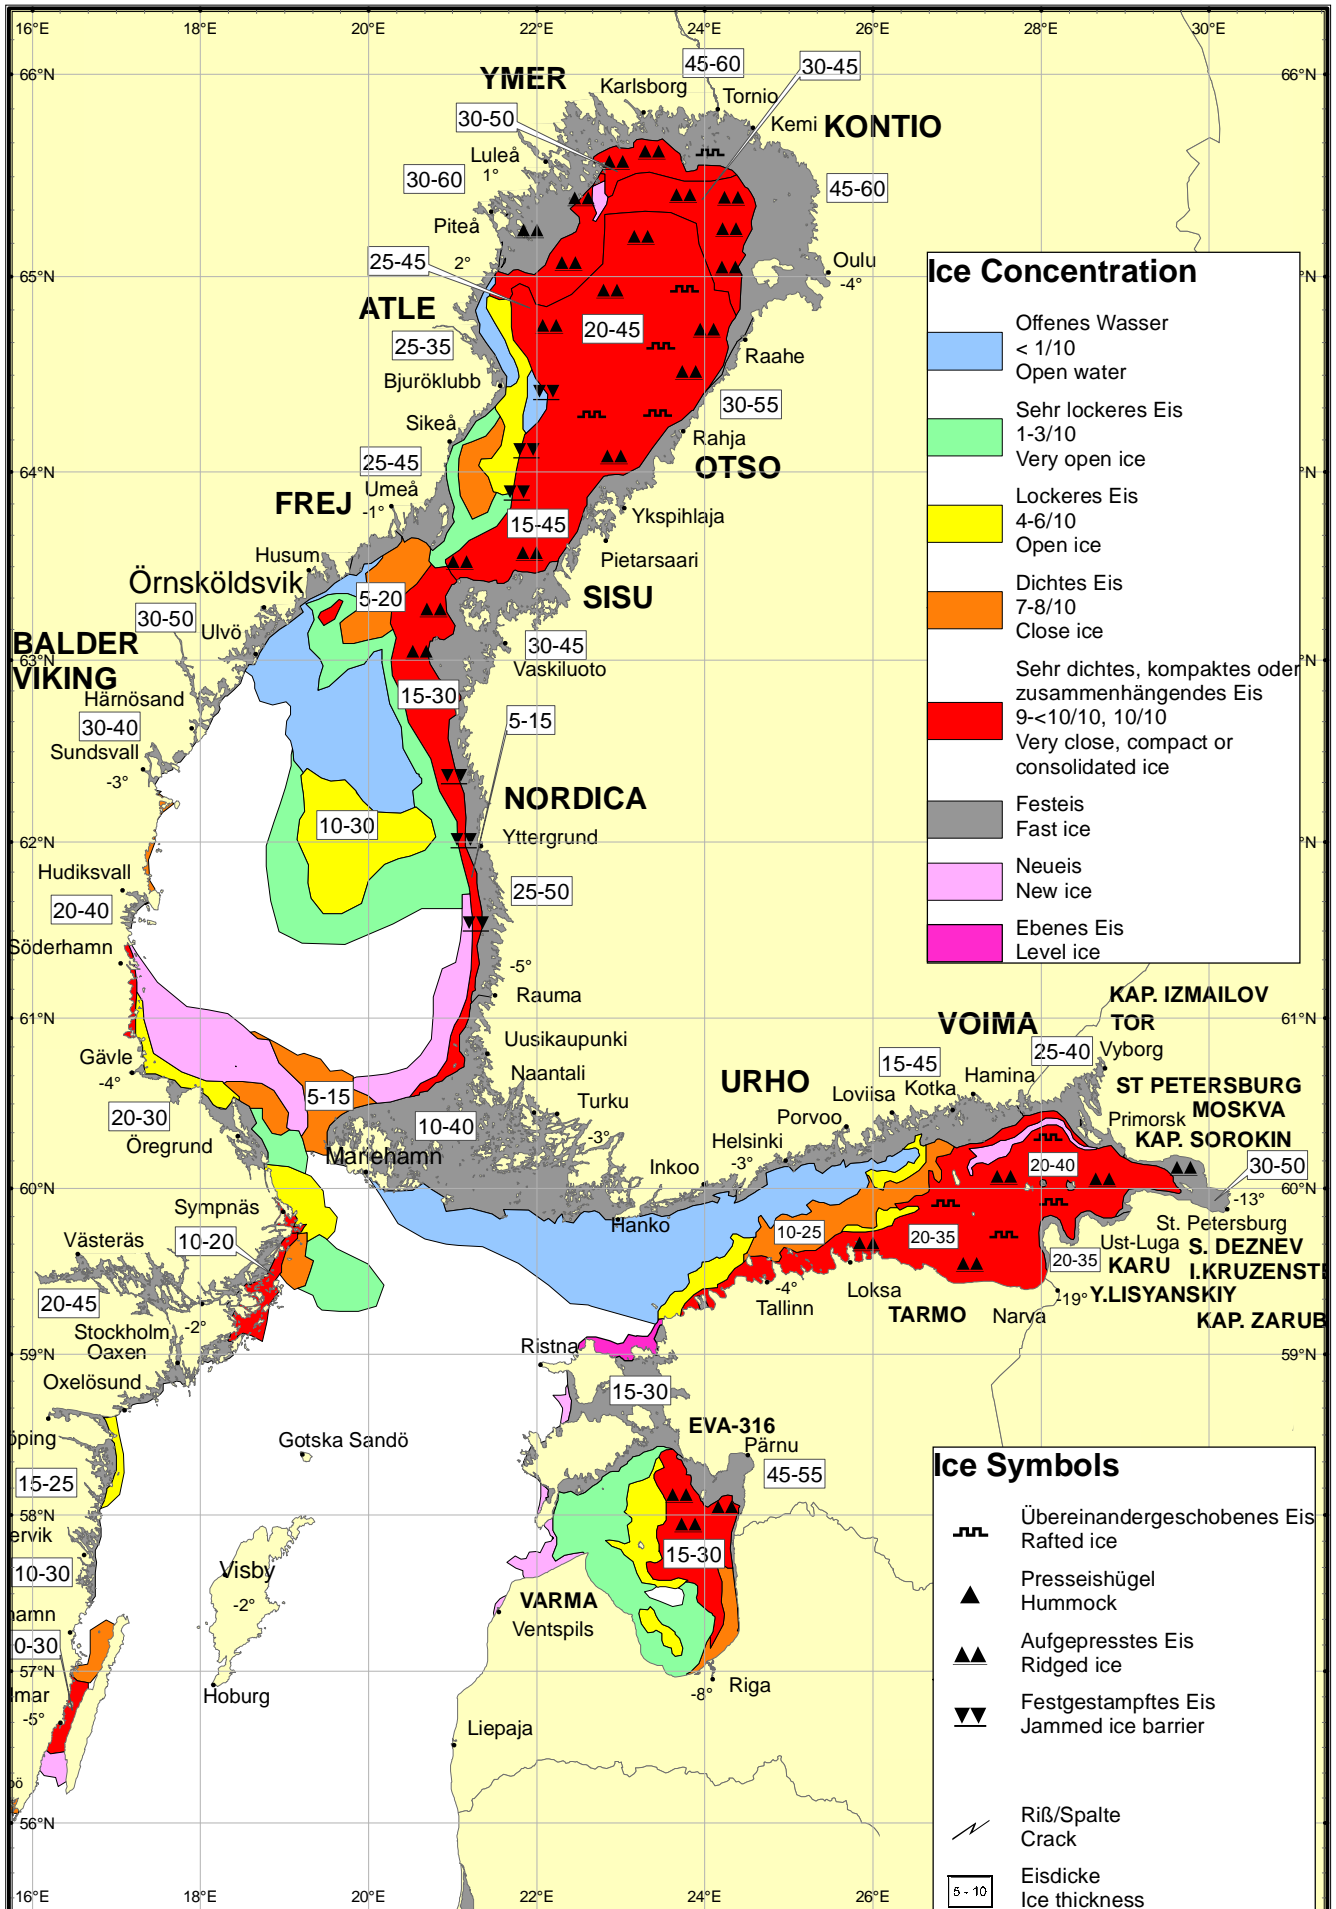 16°E
18°E
20°E
22°E
24°E
26°E
28°E
30°E
66°N
66°N
45-60
30-45
YMER
Karlsborg
Tornio
30-50
Kemi
KONTIO
Luleå
1°
30-60
45-60
Piteå
2°
25-45
65°N
Oulu
-4°
ATLE
20-45
25-35
Raahe
Bjuröklubb
30-55
Sikeå
Rahja
25-45
64°N
OTSO
Umeå
-1°
FREJ
15-45
Ykspihlaja
Husum
Pietarsaari
Örnsköldsvik
5-20
SISU
30-50
Ulvö
30-45
BALDER
VIKING
63°N
Vaskiluoto
Härnösand
15-30
30-40
5-15
Sundsvall
-3°
NORDICA
10-30
62°N
Yttergrund
Hudiksvall
20-40
25-50
Söderhamn
-5°
Rauma
61°N
61°N
Uusikaupunki
Gävle
-4°
Naantali
5-15
Turku
20-30
10-40
-3°
Öregrund
Mariehamn
60°N
60°N
Sympnäs
Hanko
Västerås
10-20
20-45
-2°
Stockholm
Oaxen
Ristna
59°N
59°N
Oxelösund
15-30
EVA-316
öping
Gotska Sandö
Pärnu
45-55
15-25
58°N
ervik
10-30
15-30
Visby
-2°
VARMA
Ventspils
amn
0-30
57°N
lmar
-5°
Hoburg
Riga
-8°
Liepaja
56°N
KAP. IZMAILOV
TOR
VOIMA
Vyborg
25-40
15-45
Hamina
Kotka
Loviisa
URHO
Porvoo
ST PETERSBURG
MOSKVA
Primorsk
Helsinki
-3°
KAP. SOROKIN
Inkoo
20-40
30-50
-13°
St. Petersburg
10-25
20-35
Ust-Luga
S. DEZNEV
20-35
KARU
I.KRUZENSTE
-4°
Tallinn
Loksa
-19°
Y.LISYANSKIY
TARMO
Narva
KAP. ZARUB
Ice Concentration
Offenes Wasser
< 1/10
Open water
Sehr lockeres Eis
1-3/10
Very open ice
Lockeres Eis
4-6/10
Open ice
Dichtes Eis
7-8/10
Close ice
Sehr dichtes, kompaktes oder
zusammenhängendes Eis
9-<10/10, 10/10
Very close, compact or
consolidated ice
Festeis
Fast ice
Neueis
New ice
Ebenes Eis
Level ice
Ice Symbols
Übereinandergeschobenes Eis
Rafted ice
Presseishügel
Hummock
Aufgepresstes Eis
Ridged ice
Festgestampftes Eis
Jammed ice barrier
Riß/Spalte
Crack
5 - 10
Eisdicke
Ice thickness
16°E
18°E
20°E
22°E
24°E
26°E